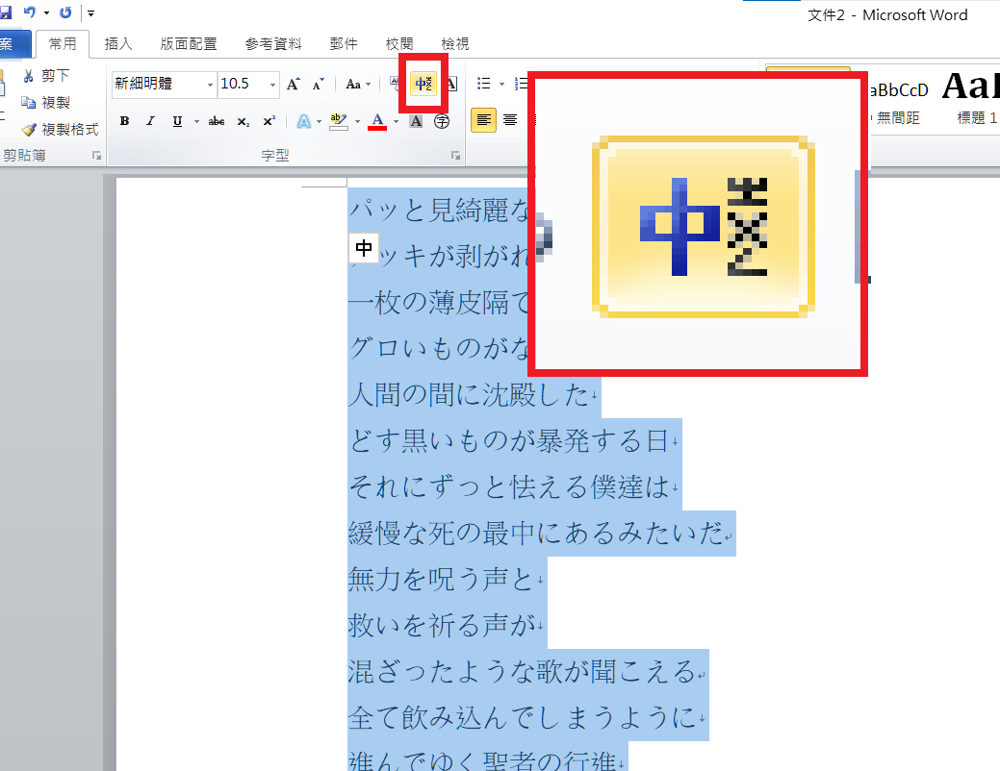 文件2 - Microsoft Word
案 常用 插入 版面配置 參考資料 郵件 校閱 檢視
剪下
複製
複製格式
剪貼簿
新細明體 10.5
字型
aBbCcD
無間距
標題 1
パッと見綺麗な
ッキが剥がれ
一枚の薄皮隔て
グロいものがな
人間の間に沈殿した
どす黒いものが暴発する日
それにずっと怯える僕達は
緩慢な死の最中にあるみたいだ
無力を呪う声と
救いを祈る声が
混ざったような歌が聞こえる
全て飲み込んでしまうように
進んでゆく聖者の行進
中
中